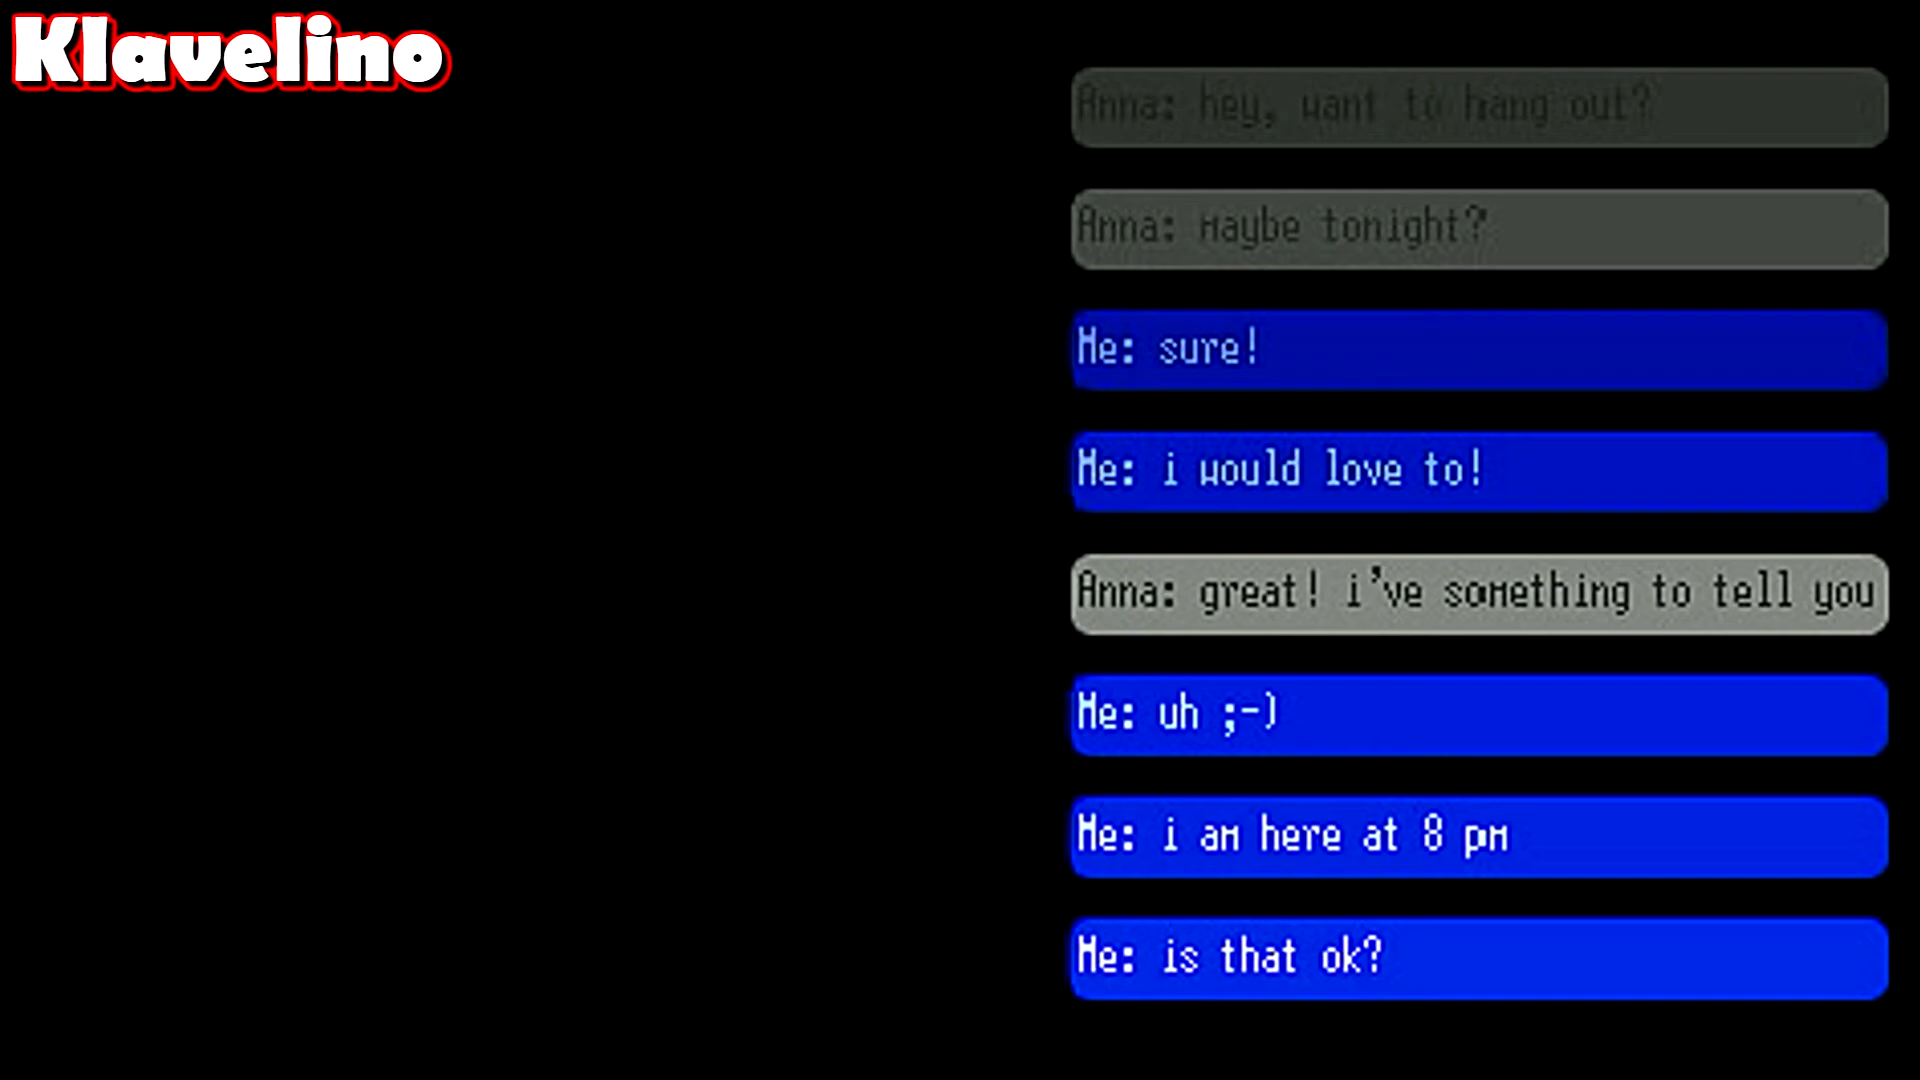 Klavelino
Anna: hey, want to hang out?
Anna: maybe tonight?
Me: sure!
Me: i would love to!
Anna: great! i've something to tell you
Me: uh ;-)
Me: i am here at 8 pm
Me: is that ok?